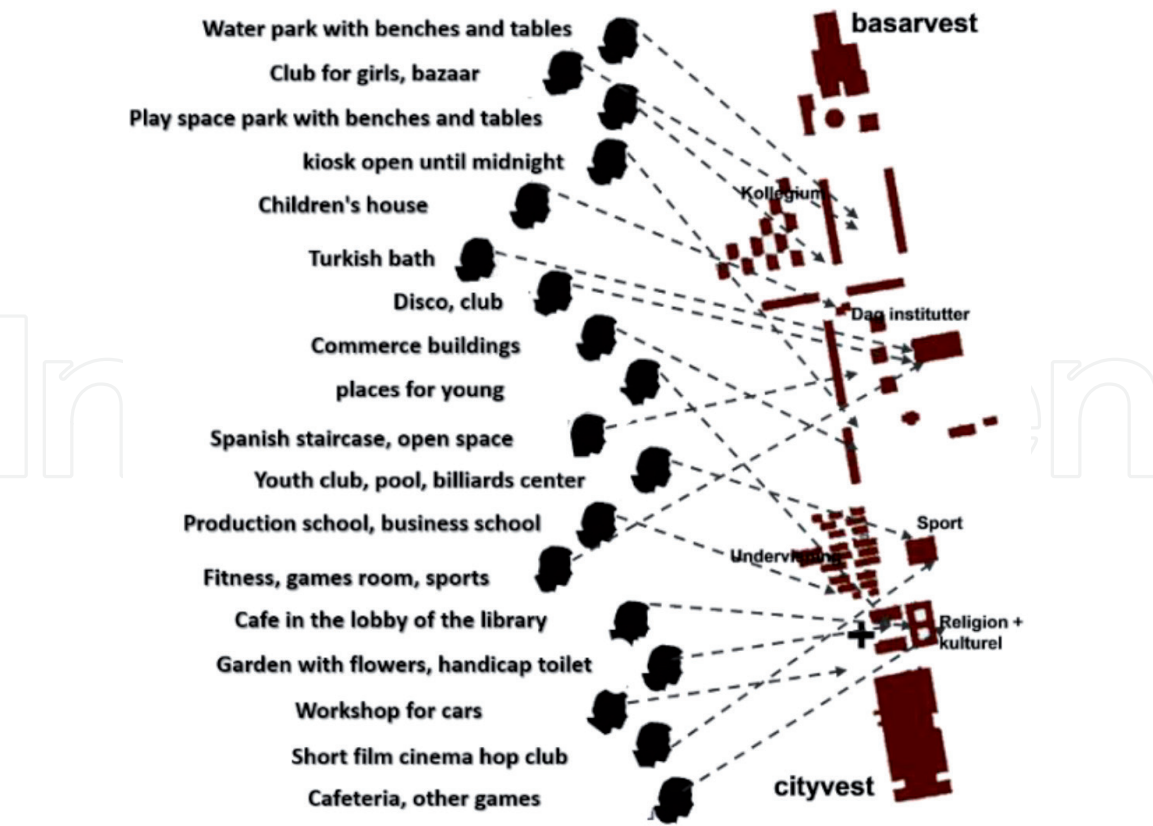 Water park with benches and tables
basarvest
Club for girls, bazaar
Play space park with benches and tables
kiosk open until midnight
Kollegium
Children's house
Turkish bath
Disco, club
Dag institutter
Commerce buildings
places for young
Spanish staircase, open space
Youth club, pool, billiards center
Production school, business school
Sport
Undervisning
Fitness, games room, sports
Cafe in the lobby of the library
Religion +
kulturel
Garden with flowers, handicap toilet
Workshop for cars
Short film cinema hop club
cityvest
Cafeteria, other games